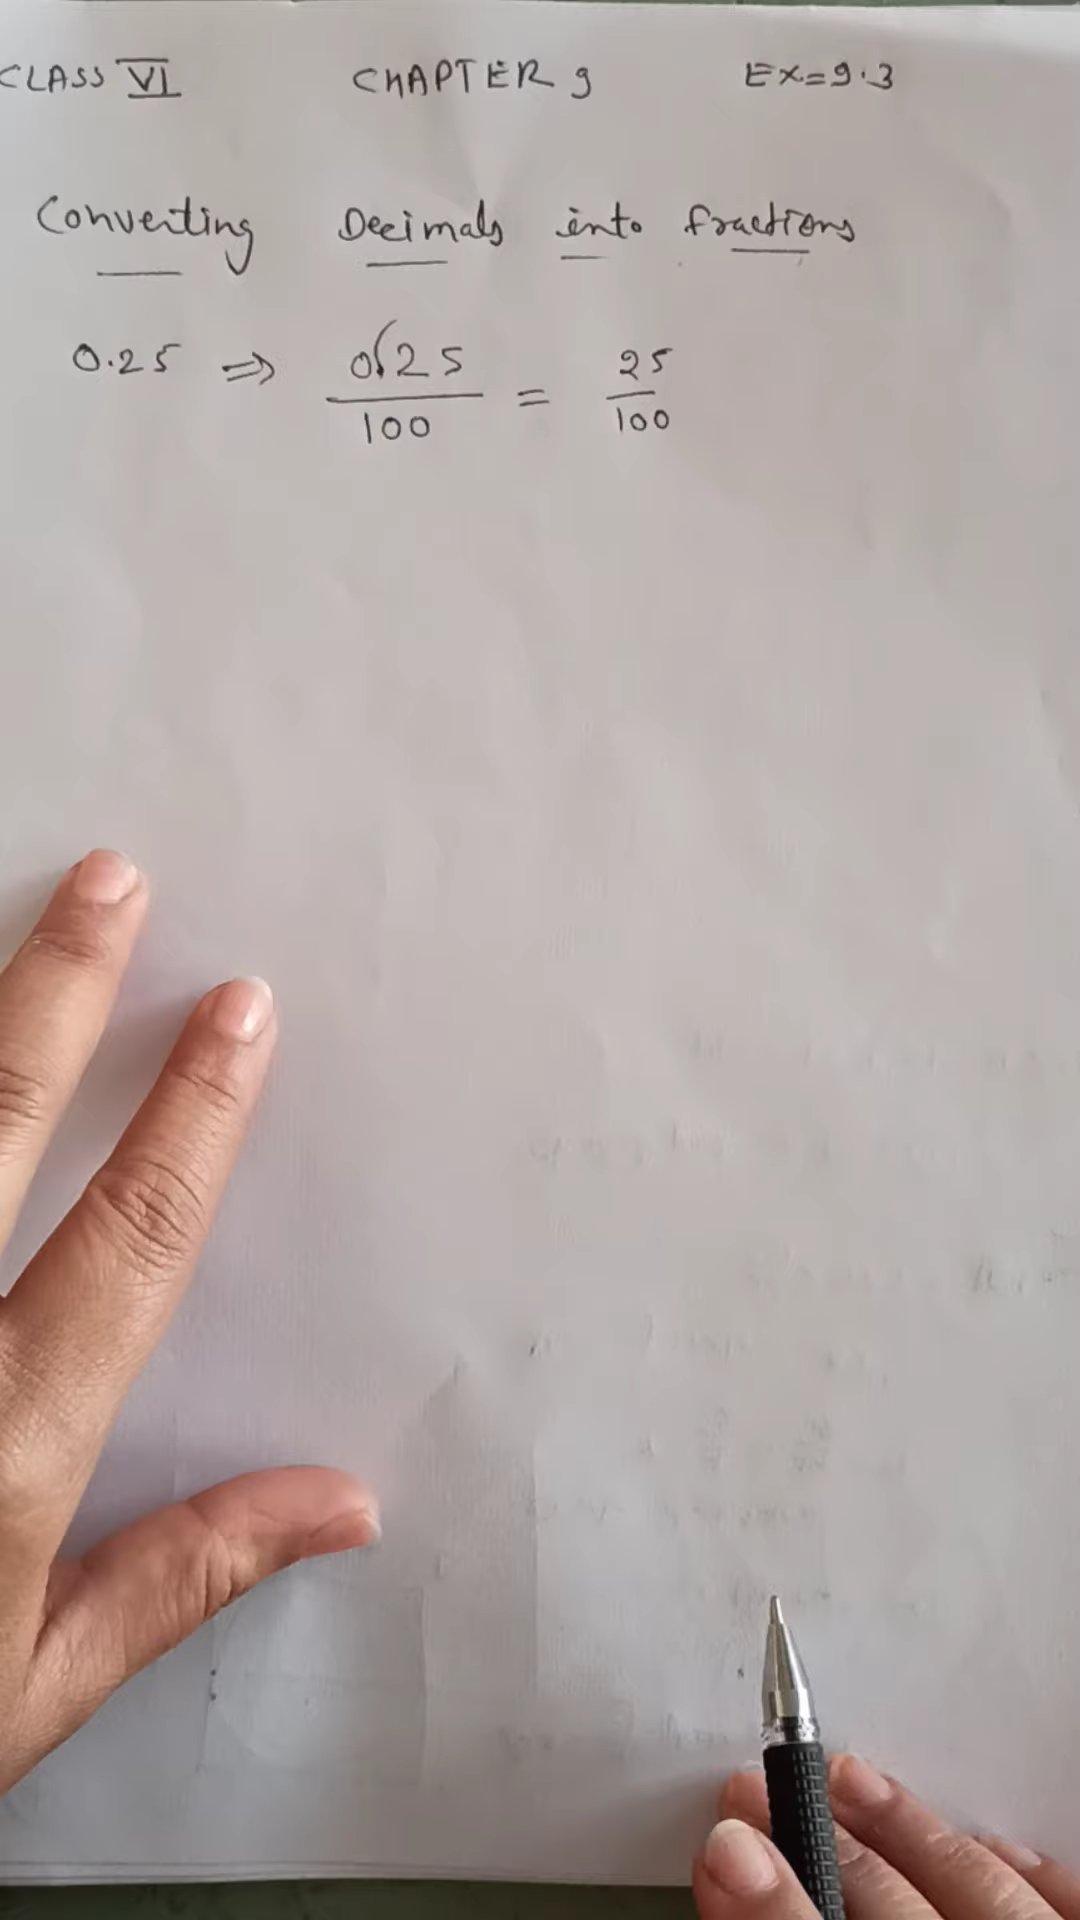 CLASS VI CHAPTER 9 EX=9.3
Converting Decimals into fractions
0.25 ⇒ 0.25/100 = 25/100